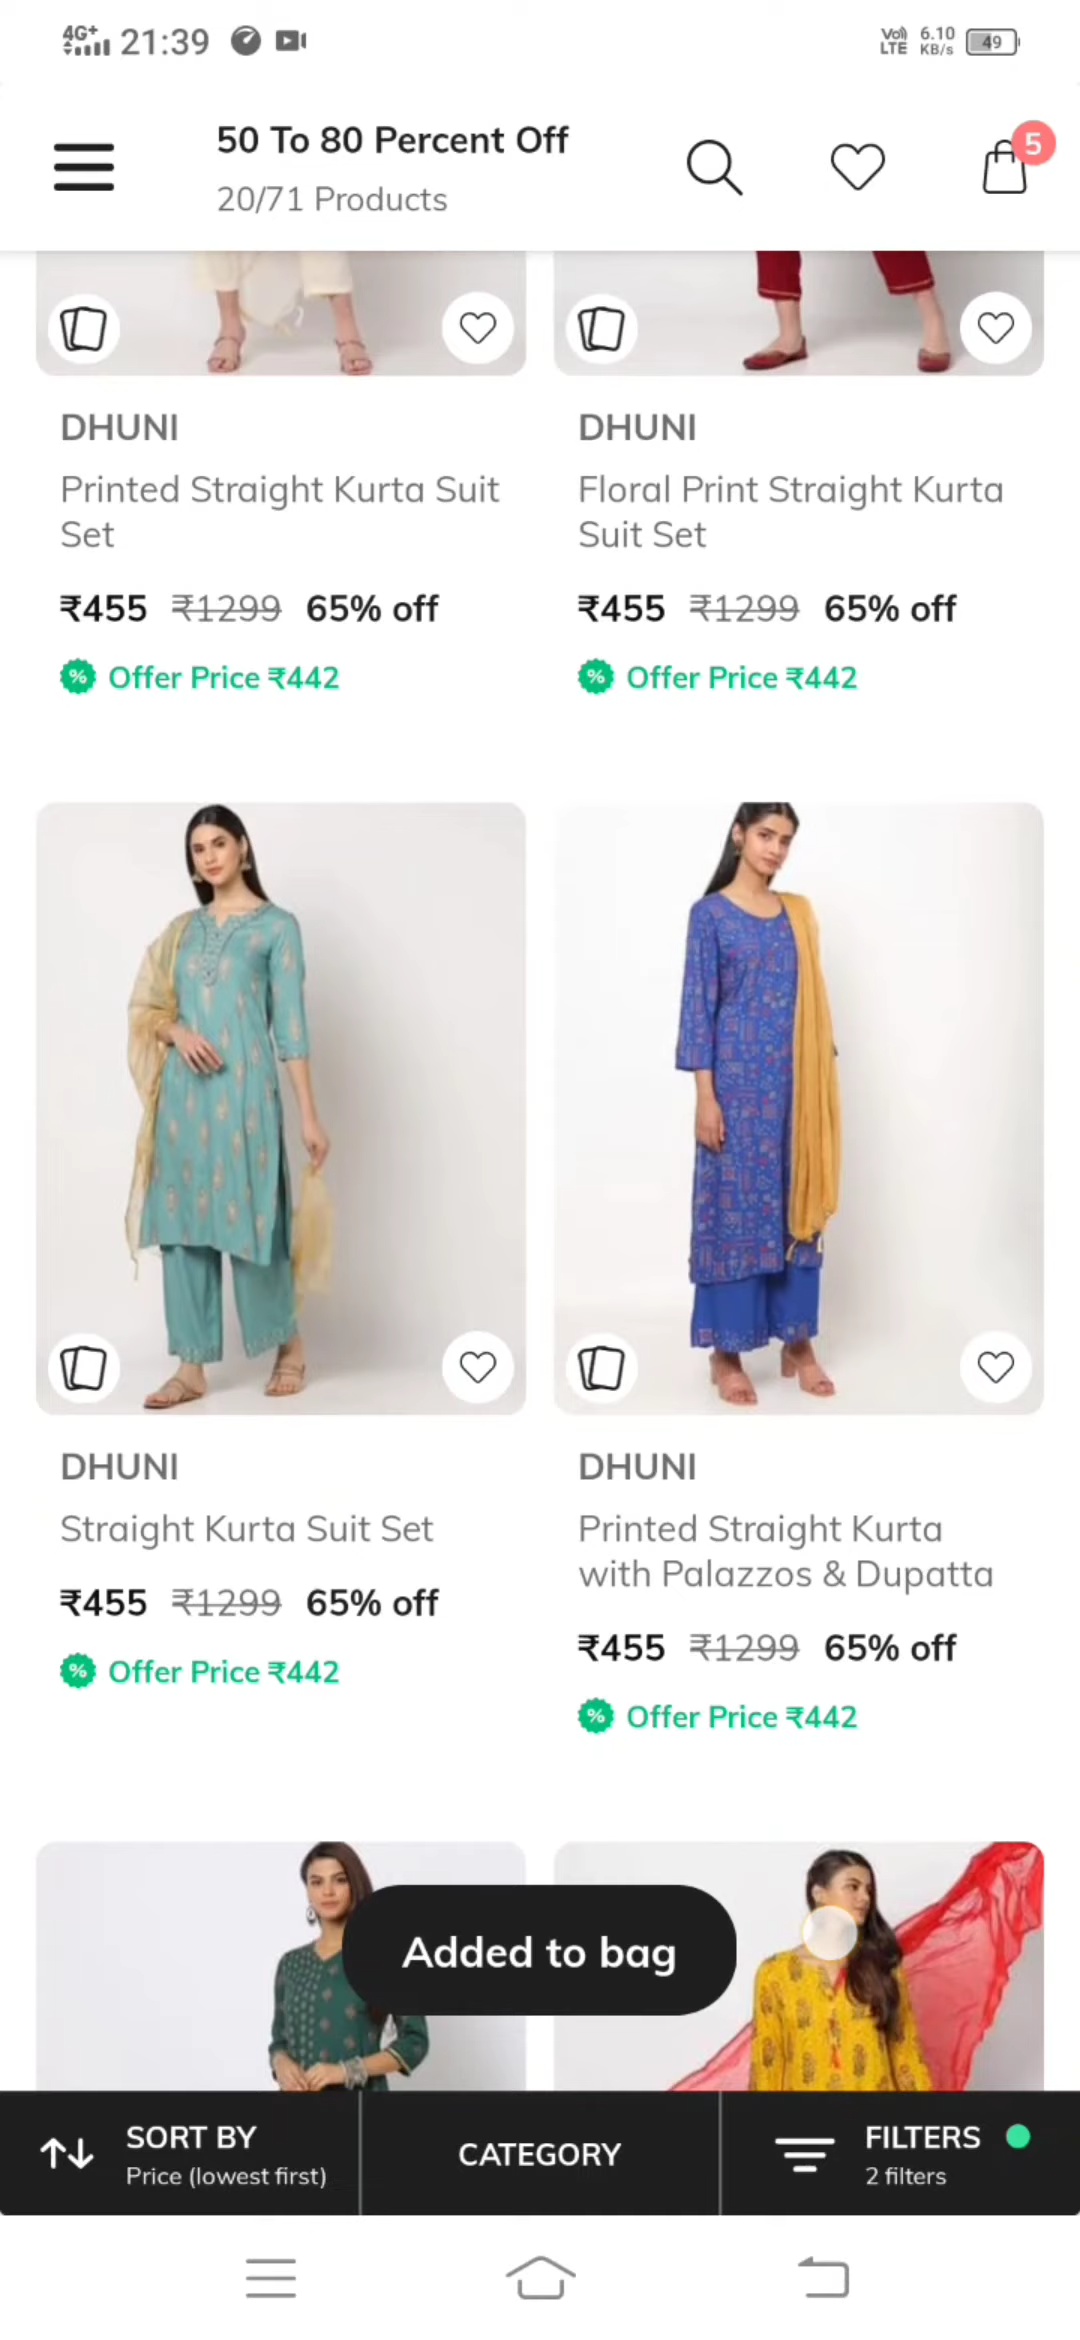 4G+ 21:39 Vo)) LTE 6.10 KB/s 49
50 To 80 Percent Off
20/71 Products
5
DHUNI
Printed Straight Kurta Suit
Set
₹455 ₹1299 65% off
% Offer Price ₹442
DHUNI
Floral Print Straight Kurta
Suit Set
₹455 ₹1299 65% off
% Offer Price ₹442
DHUNI
Straight Kurta Suit Set
₹455 ₹1299 65% off
% Offer Price ₹442
DHUNI
Printed Straight Kurta
with Palazzos & Dupatta
₹455 ₹1299 65% off
% Offer Price ₹442
Added to bag
SORT BY
Price (lowest first)
CATEGORY
FILTERS
2 filters